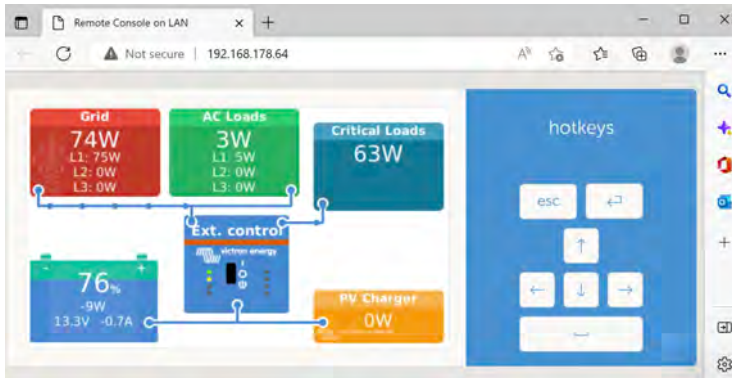 Remote Console on LAN
Not secure
192.168.178.64
Grid
74W
L1: 75W
L2: 0W
L3: 0W
AC Loads
3W
L1: 5W
L2: 0W
L3: 0W
Critical Loads
63W
hotkeys
esc
Ext. control
victron energy
76%
-9W
13.3V -0.7A
PV Charger
0W